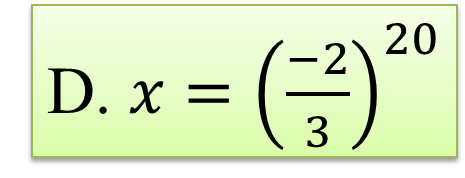 D. x = (−2/3)^20